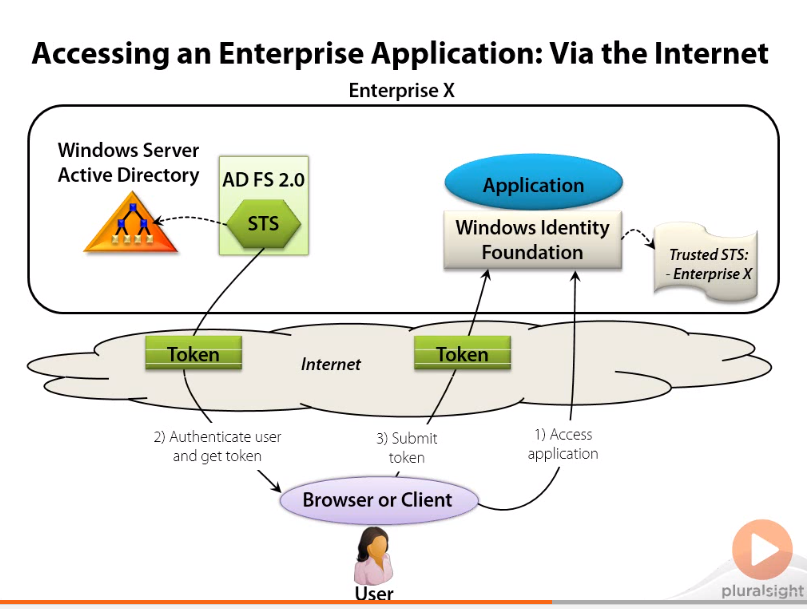 Accessing an Enterprise Application: Via the Internet
Enterprise X
Windows Server
Active Directory
AD FS 2.0
STS
Application
Windows Identity
Foundation
Trusted STS:
- Enterprise X
Token
Internet
Token
2) Authenticate user
and get token
3) Submit
token
1) Access
application
Browser or Client
User
pluralsight